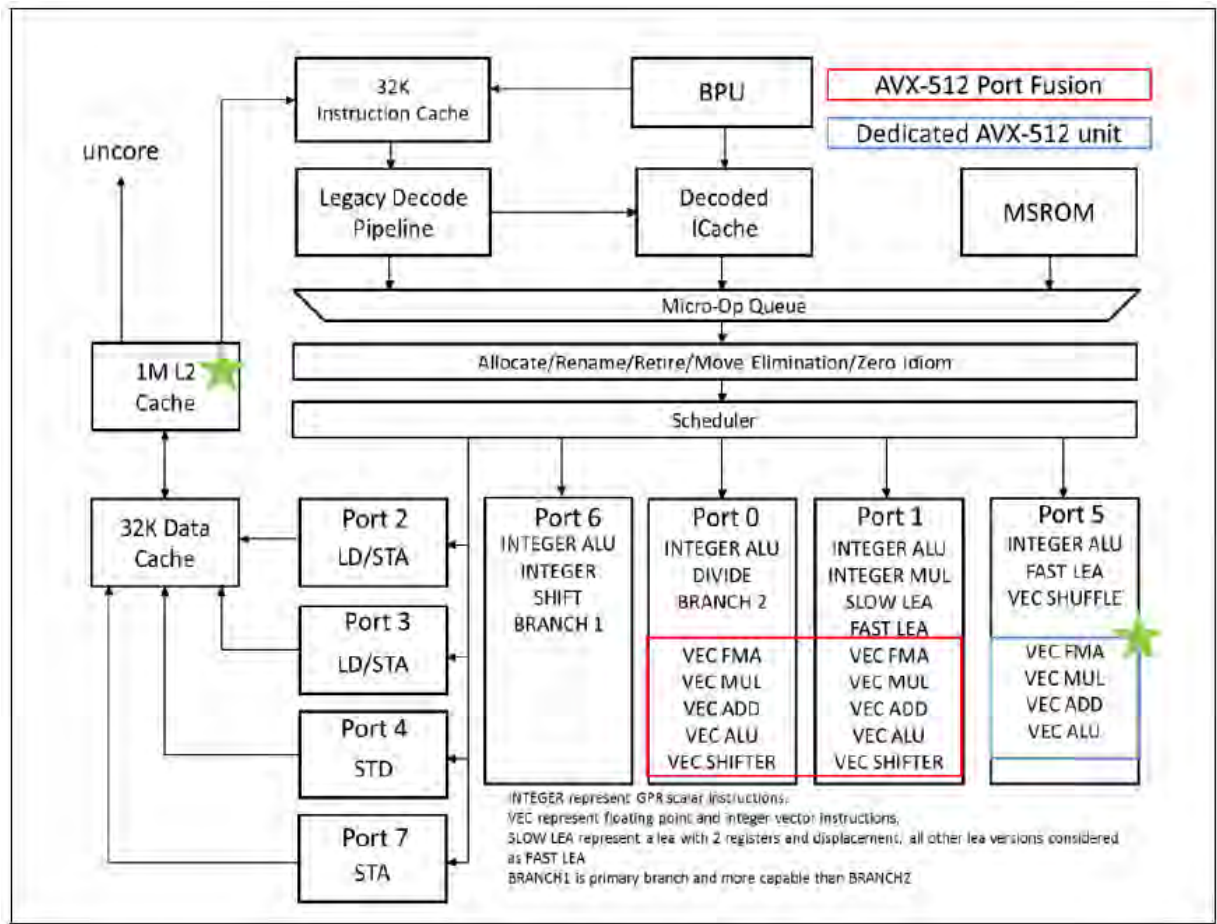 32K
Instruction Cache
BPU
AVX-512 Port Fusion
Dedicated AVX-512 unit
uncore
Legacy Decode
Pipeline
Decoded
ICache
MSROM
Micro-Op Queue
1M L2
Cache
Allocate/Rename/Retire/Move Elimination/Zero Idiom
Scheduler
32K Data
Cache
Port 2
LD/STA
Port 3
LD/STA
Port 4
STD
Port 7
STA
Port 6
INTEGER ALU
INTEGER
SHIFT
BRANCH 1
Port 0
INTEGER ALU
DIVIDE
BRANCH 2
VEC FMA
VEC MUL
VEC ADD
VEC ALU
VEC SHIFTER
Port 1
INTEGER ALU
INTEGER MUL
SLOW LEA
FAST LEA
VEC FMA
VEC MUL
VEC ADD
VEC ALU
VEC SHIFTER
Port 5
INTEGER ALU
FAST LEA
VEC SHUFFLE
VEC FMA
VEC MUL
VEC ADD
VEC ALU
INTEGER represent GPR scalar instructions.
VEC represent floating point and integer vector instructions.
SLOW LEA represent a lea with 2 registers and displacement, all other lea versions considered
as FAST LEA
BRANCH1 is primary branch and more capable than BRANCH2